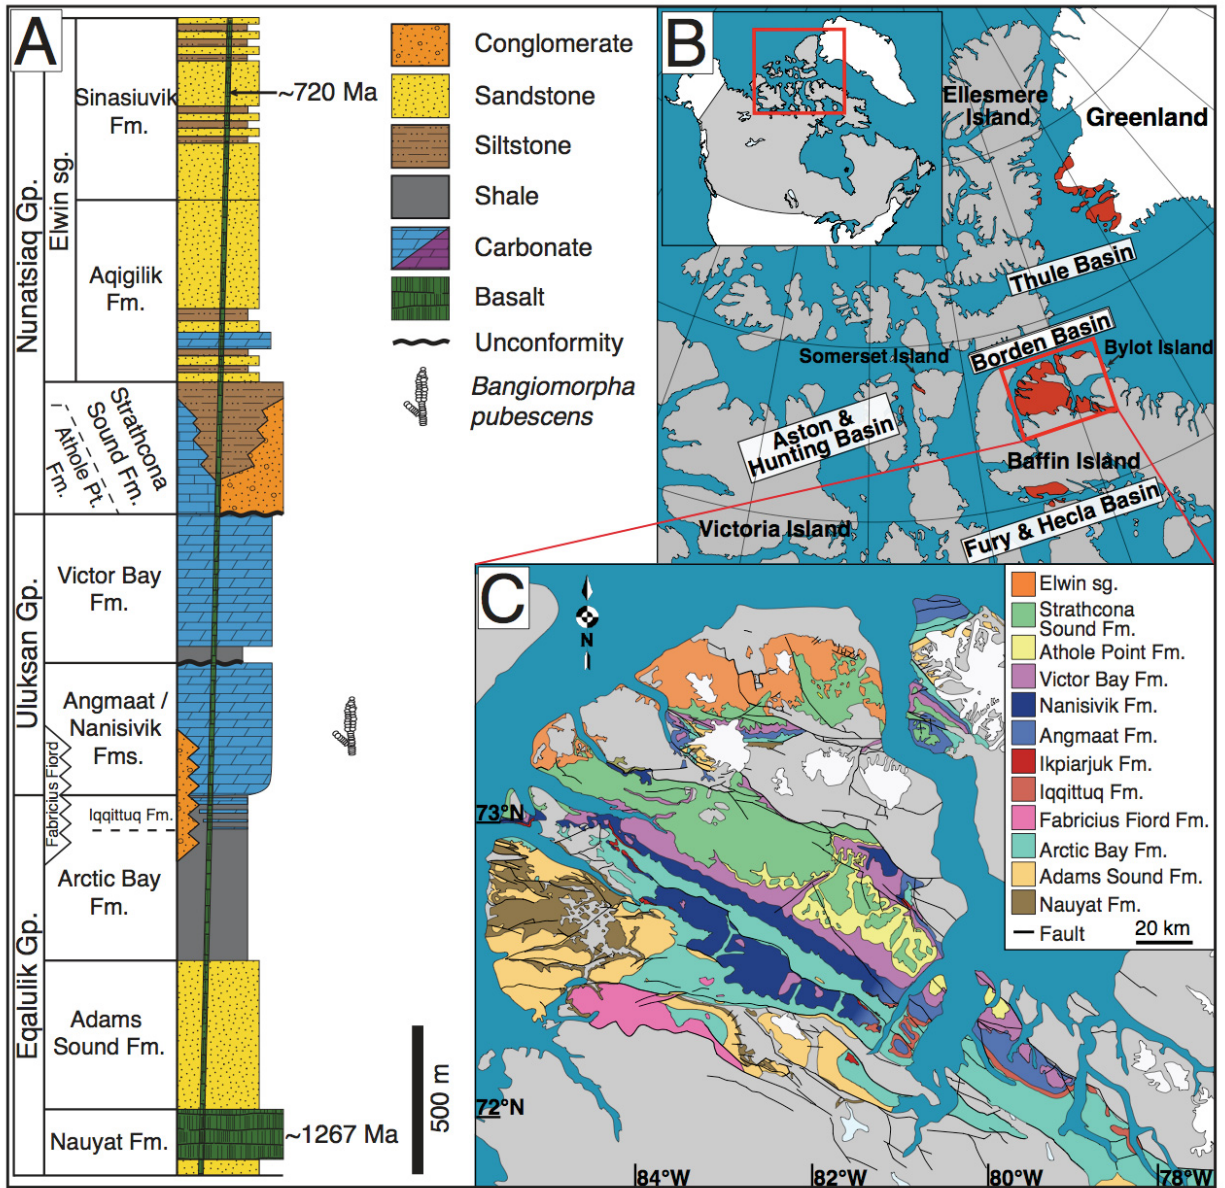 A
Sinasiuvik
Fm.
~720 Ma
Nunatsiaq Gp.
Elwin sg.
Aqigilik
Fm.
Strathcona
Sound Fm.
Athole Pt.
Fm.
Uluksan Gp.
Victor Bay
Fm.
Angmaat /
Nanisivik
Fms.
Fabricius Fiord
Iqqittuq Fm.
Arctic Bay
Fm.
Eqalulik Gp.
Adams
Sound Fm.
Nauyat Fm.
~1267 Ma
500 m
Conglomerate
Sandstone
Siltstone
Shale
Carbonate
Basalt
Unconformity
Bangiomorpha
pubescens
B
Ellesmere
Island
Greenland
Thule Basin
Borden Basin
Somerset Island
Bylot Island
Aston &
Hunting Basin
Baffin Island
Victoria Island
Fury & Hecla Basin
C
N
Elwin sg.
Strathcona
Sound Fm.
Athole Point Fm.
Victor Bay Fm.
Nanisivik Fm.
Angmaat Fm.
Ikpiarjuk Fm.
Iqqittuq Fm.
Fabricius Fiord Fm.
Arctic Bay Fm.
Adams Sound Fm.
Nauyat Fm.
Fault
20 km
73°N
72°N
84°W
82°W
80°W
78°W